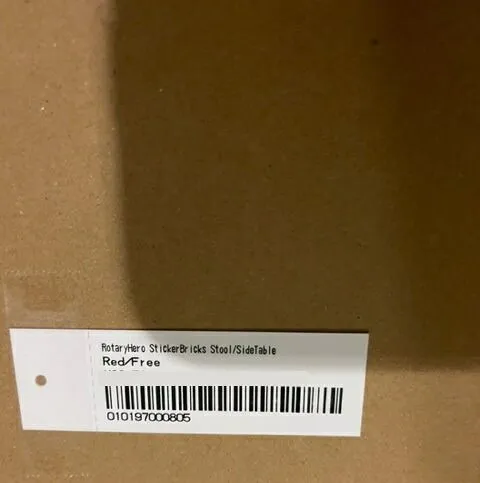 RotaryHero StickerBricks Stool/SideTable
Red/Free
010197000805